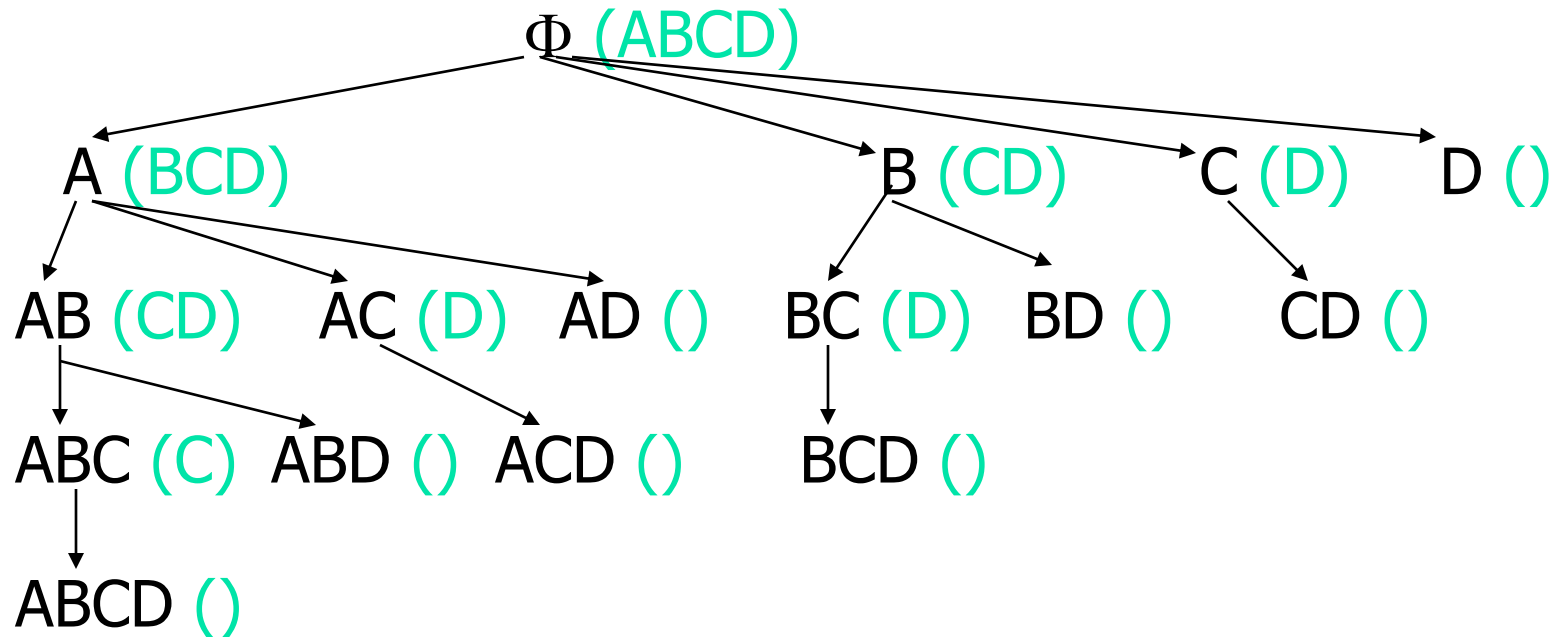 Φ (ABCD)
A (BCD) B (CD) C (D) D ()
AB (CD) AC (D) AD () BC (D) BD () CD ()
ABC (C) ABD () ACD () BCD ()
ABCD ()